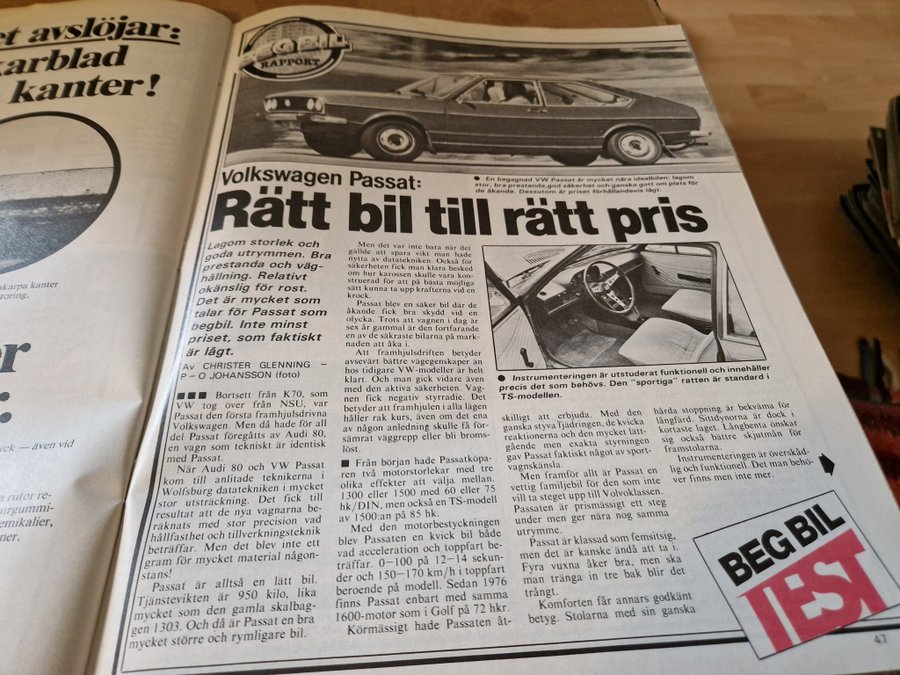 et avslöjar:
karblad
kanter!
skarpa kanter
toring.
även vid
BEG BIL
RAPPORT
Volkswagen Passat:
● En begagnad VW Passat är mycket nära idealbilen: lagom
stor, bra prestanda, god säkerhet och ganska gott om plats för
de åkande. Dessutom är priset förhållandevis lågt.
Rätt bil till rätt pris
Lagom storlek och
goda utrymmen. Bra
prestanda och väg-
hållning. Relativt
okänslig för rost.
Det är mycket som
talar för Passat som
begbil. Inte minst
priset, som faktiskt
är lågt.
Av CHRISTER GLENNING –
P – O JOHANSSON (foto)
■■■ Bortsett från K70, som
VW tog över från NSU, var
Passat den första framhjulsdrivna
Volkswagen. Men då hade för all
del Passat föregåtts av Audi 80,
en vagn som tekniskt är identisk
med Passat.
När Audi 80 och VW Passat
kom till anlitade teknikerna i
Wolfsburg datatekniken i mycket
stor utsträckning. Det fick till
resultat att de nya vagnarna be-
räknats med stor precision vad
hållfasthet och tillverkningsteknik
beträffar. Men det blev inte ett
gram för mycket material någon-
stans!
Passat är alltså en lätt bil.
Tjänstevikten är 950 kilo, lika
mycket som den gamla skalbag-
gen 1303. Och då är Passat en bra
mycket större och rymligare bil.
Men det var inte bara när det
gällde att spara vikt man hade
nytta av datatekniken. Också för
säkerheten fick man klara besked
om hur karossen skulle vara kon-
struerad för att på bästa möjliga
sätt kunna ta upp krafterna vid en
krock.
Passat blev en säker bil där de
åkande fick bra skydd vid en
olycka. Trots att vagnen i dag är
sex år gammal är den fortfarande
en av de säkraste bilarna på mark-
naden att åka i.
Att framhjulsdriften betyder
avsevärt bättre vägegenskaper än
hos tidigare VW-modeller är helt
klart. Och man gick vidare även
med den aktiva säkerheten. Vag-
nen fick negativ styrradie. Det
betyder att framhjulen i alla lägen
håller rak kurs, även om det ena
av någon anledning skulle få för-
sämrat väggrepp eller bli broms-
löst.
■ Från början hade Passatköpa-
ren två motorstorlekar med tre
olika effekter att välja mellan.
1300 eller 1500 med 60 eller 75
hk/DIN, men också en TS-modell
av 1500:an på 85 hk.
Med den motorbestyckningen
blev Passaten en kvick bil både
vad acceleration och toppfart be-
träffar. 0–100 på 12–14 sekun-
der och 150–170 km/h i toppfart
beroende på modell. Sedan 1976
finns Passat enbart med samma
1600-motor som i Golf på 72 hkr.
Körmässigt hade Passaten åt-
● Instrumenteringen är utstuderat funktionell och innehåller
precis det som behövs. Den "sportiga" ratten är standard i
TS-modellen.
skilligt att erbjuda. Med den
ganska styva fjädringen, de kvicka
reaktionerna och den mycket lätt-
gående men exakta styrningen
gav Passat faktiskt något av sport-
vagnskänsla.
Men framför allt är Passat en
vettig familjebil för den som inte
vill ta steget upp till Volvoklassen.
Passaten är prismässigt ett steg
under men ger nära nog samma
utrymme.
Passat är klassad som femsitsig,
men det är kanske ändå att ta i.
Fyra vuxna åker bra, men ska
man tränga in tre bak blir det
trångt.
Komforten får annars godkänt
betyg. Stolarna med sin ganska
hårda stoppning är bekväma för
långfärd. Sittdynorna är dock i
kortaste laget. Långbenta önskar
sig också bättre skjutmån för
framstolarna.
Instrumenteringen är överskåd-
lig och funktionell. Det man behö-
ver finns men inte mer.
BEG BIL
TEST
47